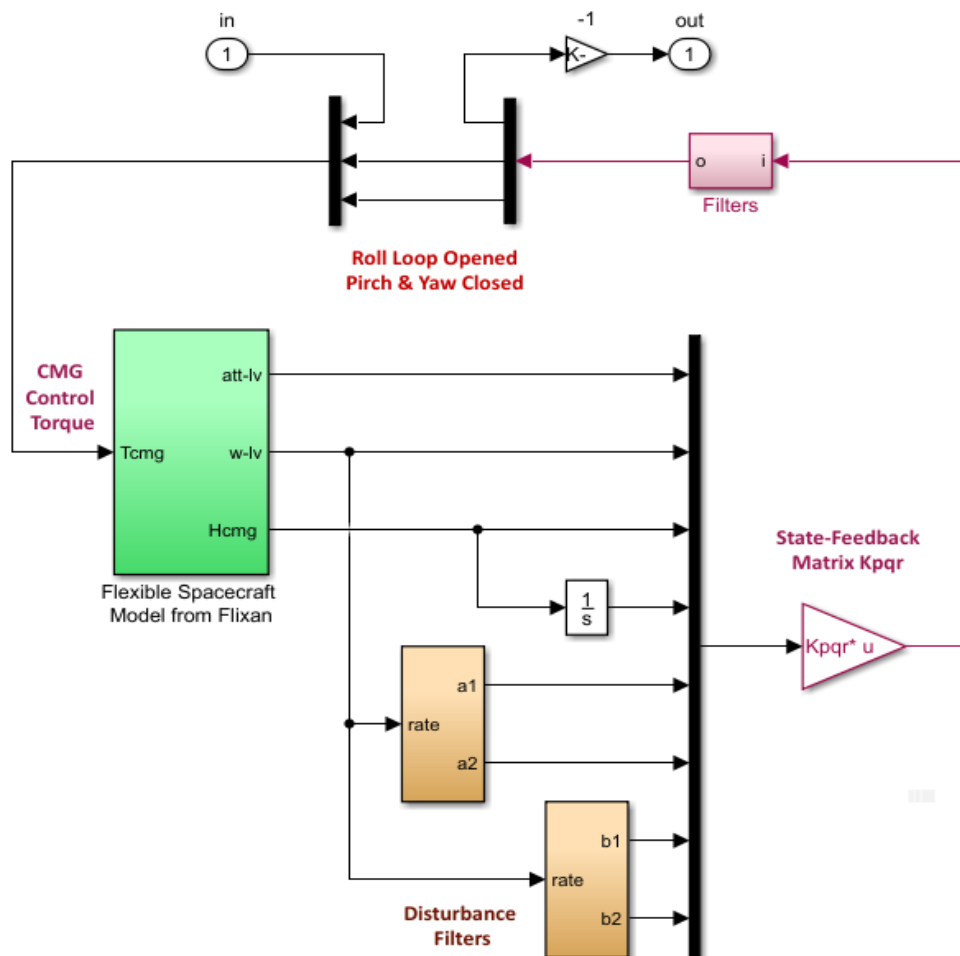 in
-1
out
1
K-
1
o
i
Filters
Roll Loop Opened
Pirch & Yaw Closed
CMG
Control
Torque
att-lv
Tcmg
w-lv
Hcmg
Flexible Spacecraft
Model from Flixan
State-Feedback
Matrix Kpqr
1
s
Kpqr* u
a1
rate
a2
b1
rate
b2
Disturbance
Filters